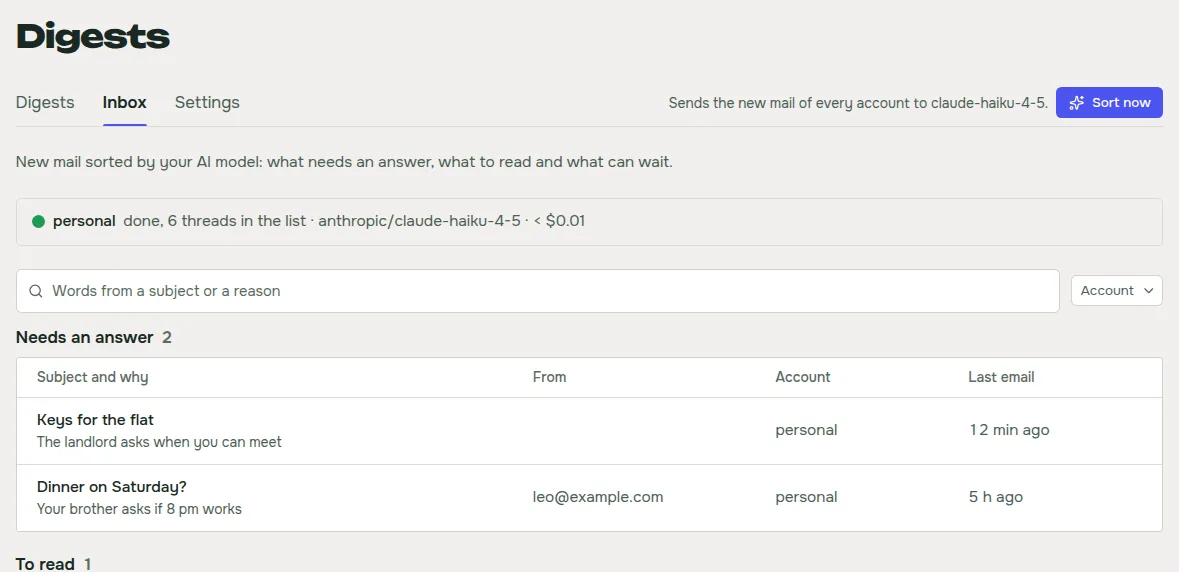 Digests
Digests Inbox Settings
Sends the new mail of every account to claude-haiku-4-5. Sort now
New mail sorted by your AI model: what needs an answer, what to read and what can wait.
personal done, 6 threads in the list · anthropic/claude-haiku-4-5 · < $0.01
Words from a subject or a reason
Account
Needs an answer 2
Subject and why From Account Last email
Keys for the flat
The landlord asks when you can meet
personal 12 min ago
Dinner on Saturday?
Your brother asks if 8 pm works
leo@example.com personal 5 h ago
To read 1